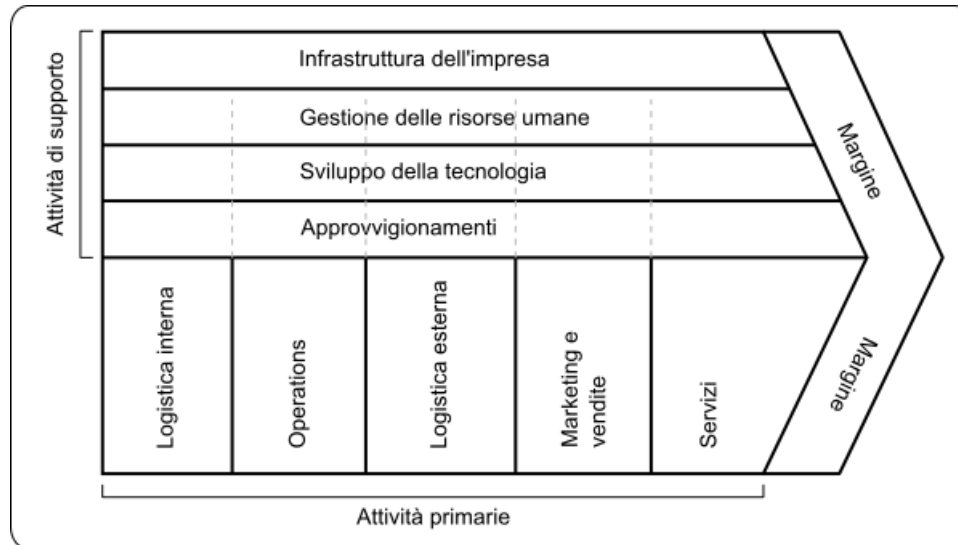 Attività di supporto
Infrastruttura dell'impresa
Gestione delle risorse umane
Sviluppo della tecnologia
Approvvigionamenti
Margine
Logistica interna
Operations
Logistica esterna
Marketing e
vendite
Servizi
Margine
Attività primarie